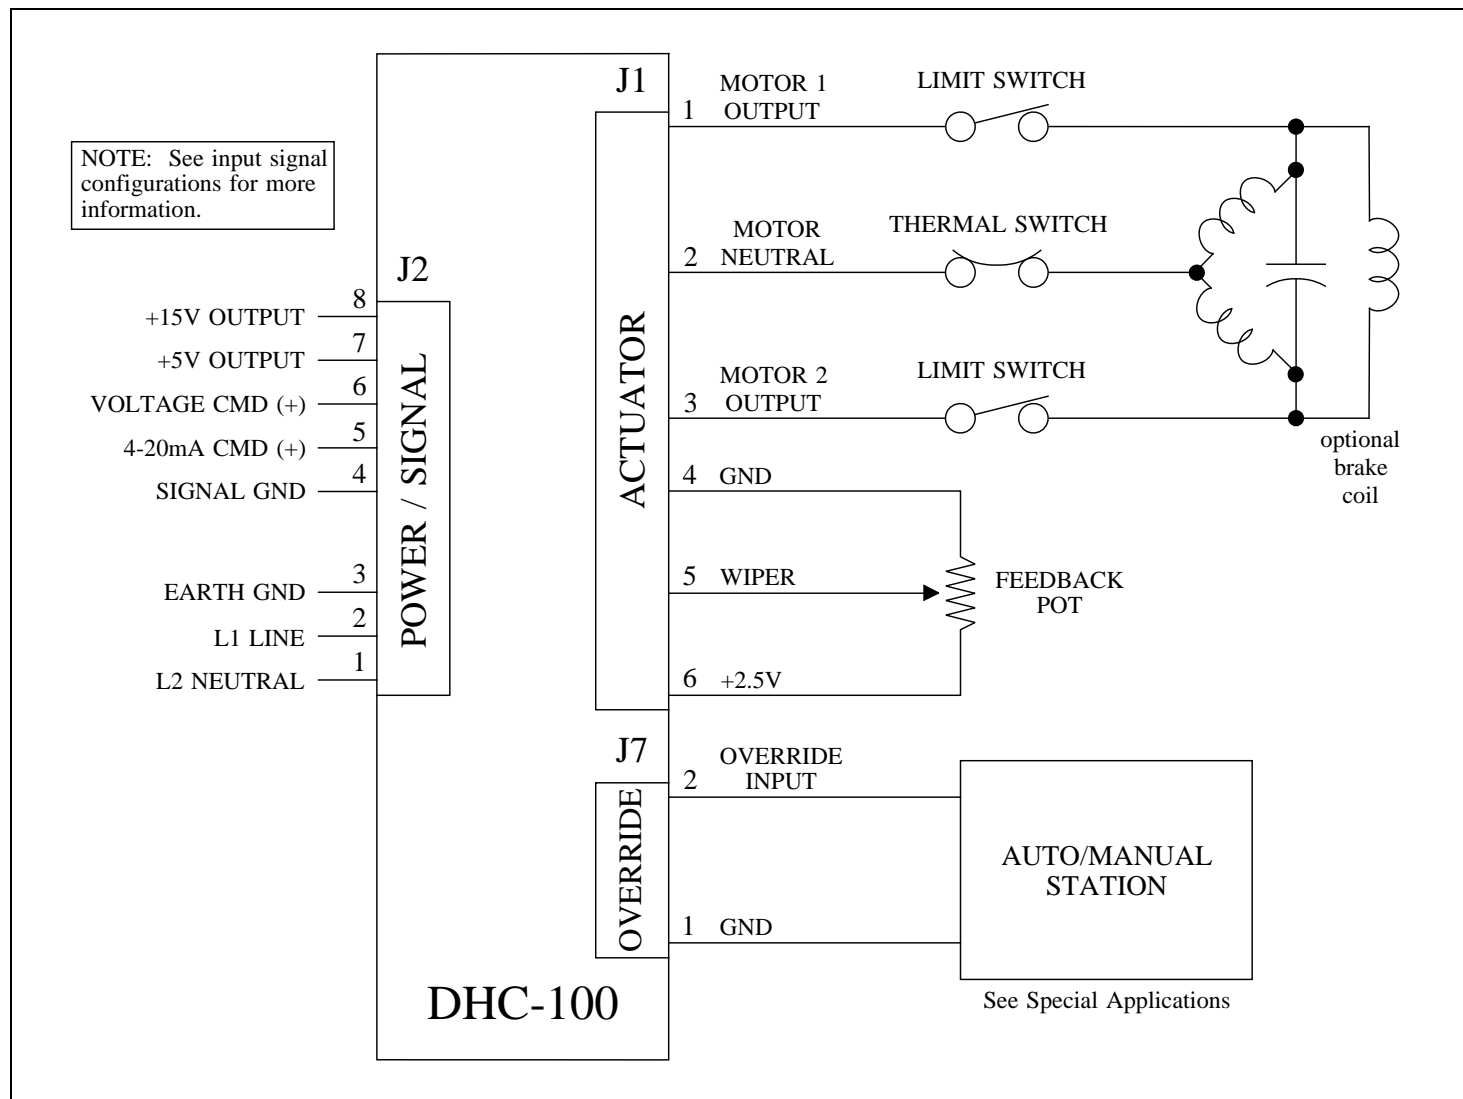 NOTE: See input signal
configurations for more
information.
J2
8
+15V OUTPUT
7
+5V OUTPUT
6
VOLTAGE CMD (+)
5
4-20mA CMD (+)
4
SIGNAL GND
3
EARTH GND
2
L1 LINE
1
L2 NEUTRAL
POWER / SIGNAL
J1
ACTUATOR
1
MOTOR 1
OUTPUT
LIMIT SWITCH
2
MOTOR
NEUTRAL
THERMAL SWITCH
3
MOTOR 2
OUTPUT
LIMIT SWITCH
optional
brake
coil
4
GND
5
WIPER
FEEDBACK
POT
6
+2.5V
J7
OVERRIDE
2
OVERRIDE
INPUT
1
GND
AUTO/MANUAL
STATION
See Special Applications
DHC-100